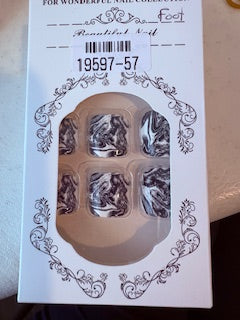 FOR WONDERFUL NAIL COLLECTION
Foot
Beautiful Nail
19597-57